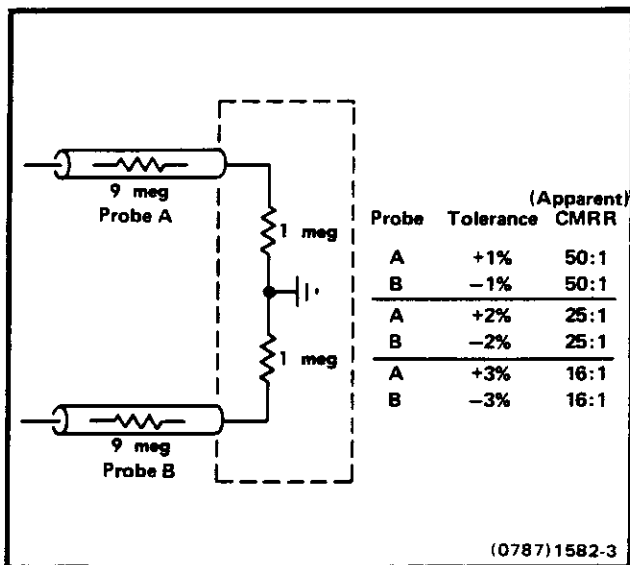 9 meg
Probe A
1 meg
1 meg
9 meg
Probe B
(Apparent)
Probe Tolerance CMRR
A +1% 50:1
B −1% 50:1
A +2% 25:1
B −2% 25:1
A +3% 16:1
B −3% 16:1
(0787)1582-3